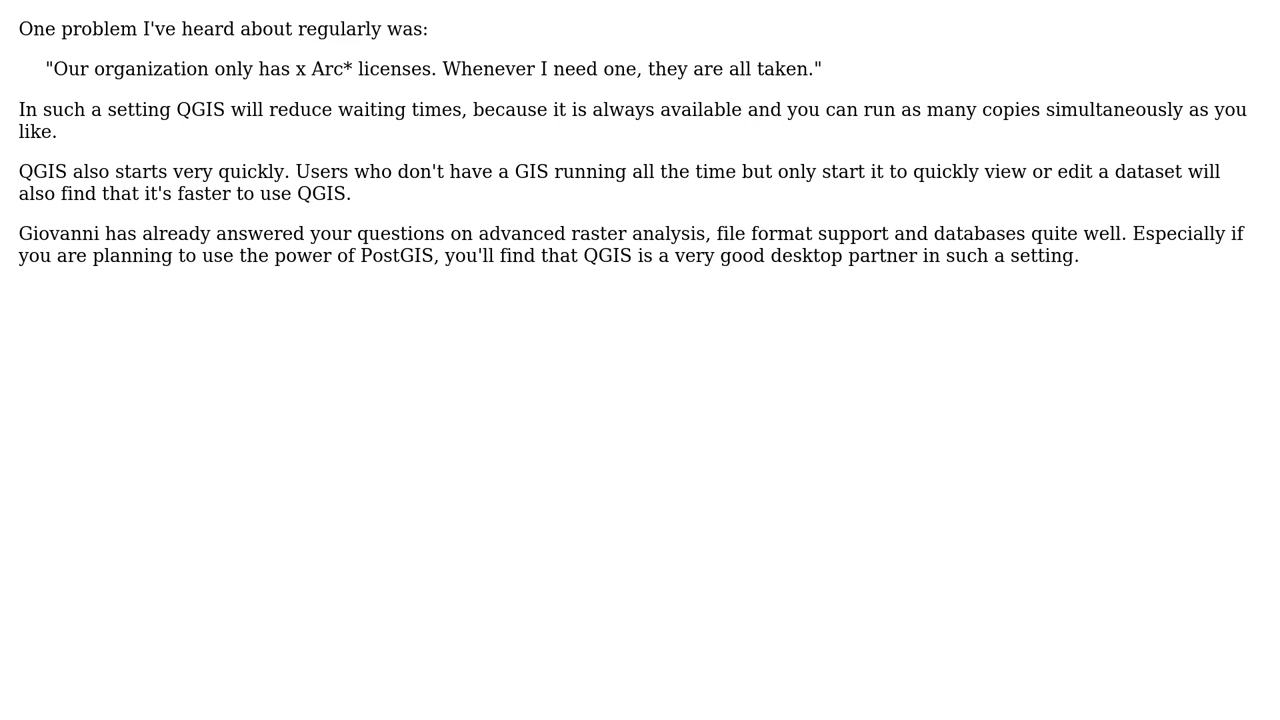 One problem I've heard about regularly was:
"Our organization only has x Arc* licenses. Whenever I need one, they are all taken."
In such a setting QGIS will reduce waiting times, because it is always available and you can run as many copies simultaneously as you
like.
QGIS also starts very quickly. Users who don't have a GIS running all the time but only start it to quickly view or edit a dataset will
also find that it's faster to use QGIS.
Giovanni has already answered your questions on advanced raster analysis, file format support and databases quite well. Especially if
you are planning to use the power of PostGIS, you'll find that QGIS is a very good desktop partner in such a setting.